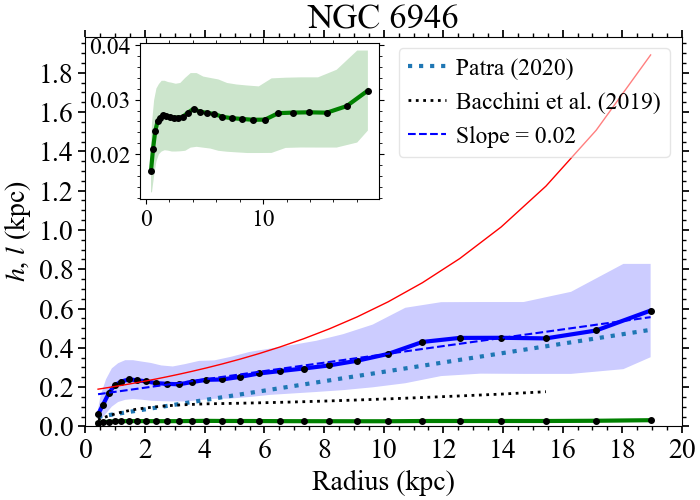 NGC 6946
0.04
0.03
0.02
0 10
Patra (2020)
Bacchini et al. (2019)
Slope = 0.02
1.8
1.6
1.4
1.2
1.0
0.8
0.6
0.4
0.2
0.0
h, l (kpc)
0 2 4 6 8 10 12 14 16 18 20
Radius (kpc)